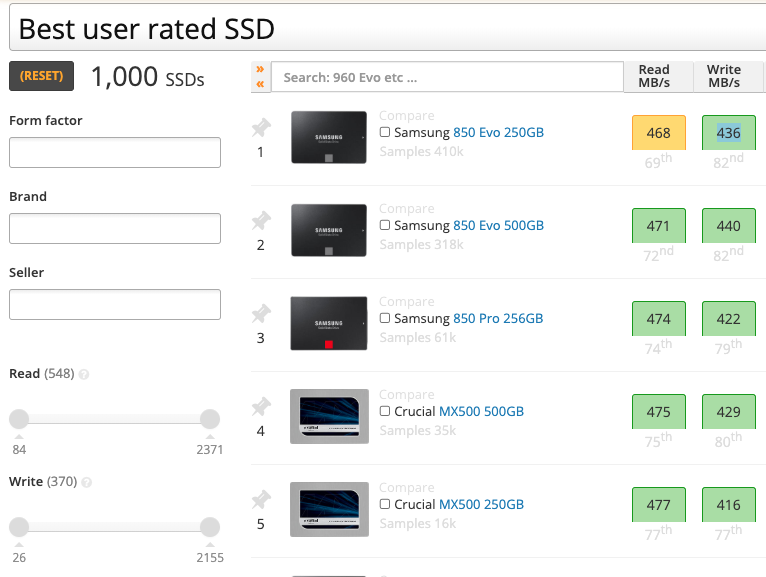 Best user rated SSD
(RESET) 1,000 SSDs
Form factor
Brand
Seller
Read (548) ?
84 2371
Write (370) ?
26 2155
» 
«
Search: 960 Evo etc ...
Read MB/s
Write MB/s
1
SAMSUNG
Compare
Samsung 850 Evo 250GB
Samples 410k
468
69th
436
82nd
2
SAMSUNG
Compare
Samsung 850 Evo 500GB
Samples 318k
471
72nd
440
82nd
3
SAMSUNG
Compare
Samsung 850 Pro 256GB
Samples 61k
474
74th
422
79th
4
crucial
Compare
Crucial MX500 500GB
Samples 35k
475
75th
429
80th
5
crucial
Compare
Crucial MX500 250GB
Samples 16k
477
77th
416
77th